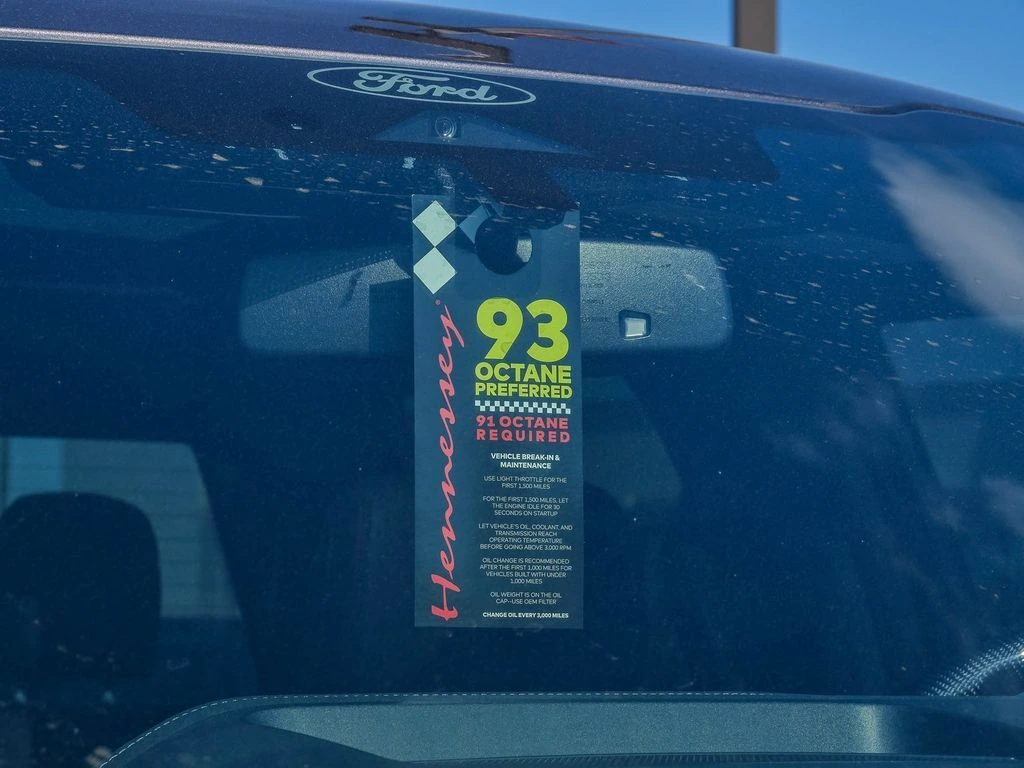 Ford
Hennessey®
93
OCTANE
PREFERRED
91 OCTANE
REQUIRED
VEHICLE BREAK-IN &
MAINTENANCE
USE LIGHT THROTTLE FOR THE
FIRST 1,500 MILES
FOR THE FIRST 1,500 MILES, LET
THE ENGINE IDLE FOR 30
SECONDS ON STARTUP
LET VEHICLE'S OIL, COOLANT, AND
TRANSMISSION REACH
OPERATING TEMPERATURE
BEFORE GOING ABOVE 3,000 RPM
OIL CHANGE IS RECOMMENDED
AFTER THE FIRST 1,000 MILES FOR
VEHICLES BUILT WITH UNDER
1,000 MILES
OIL WEIGHT IS ON THE OIL
CAP--USE OEM FILTER
CHANGE OIL EVERY 3,000 MILES